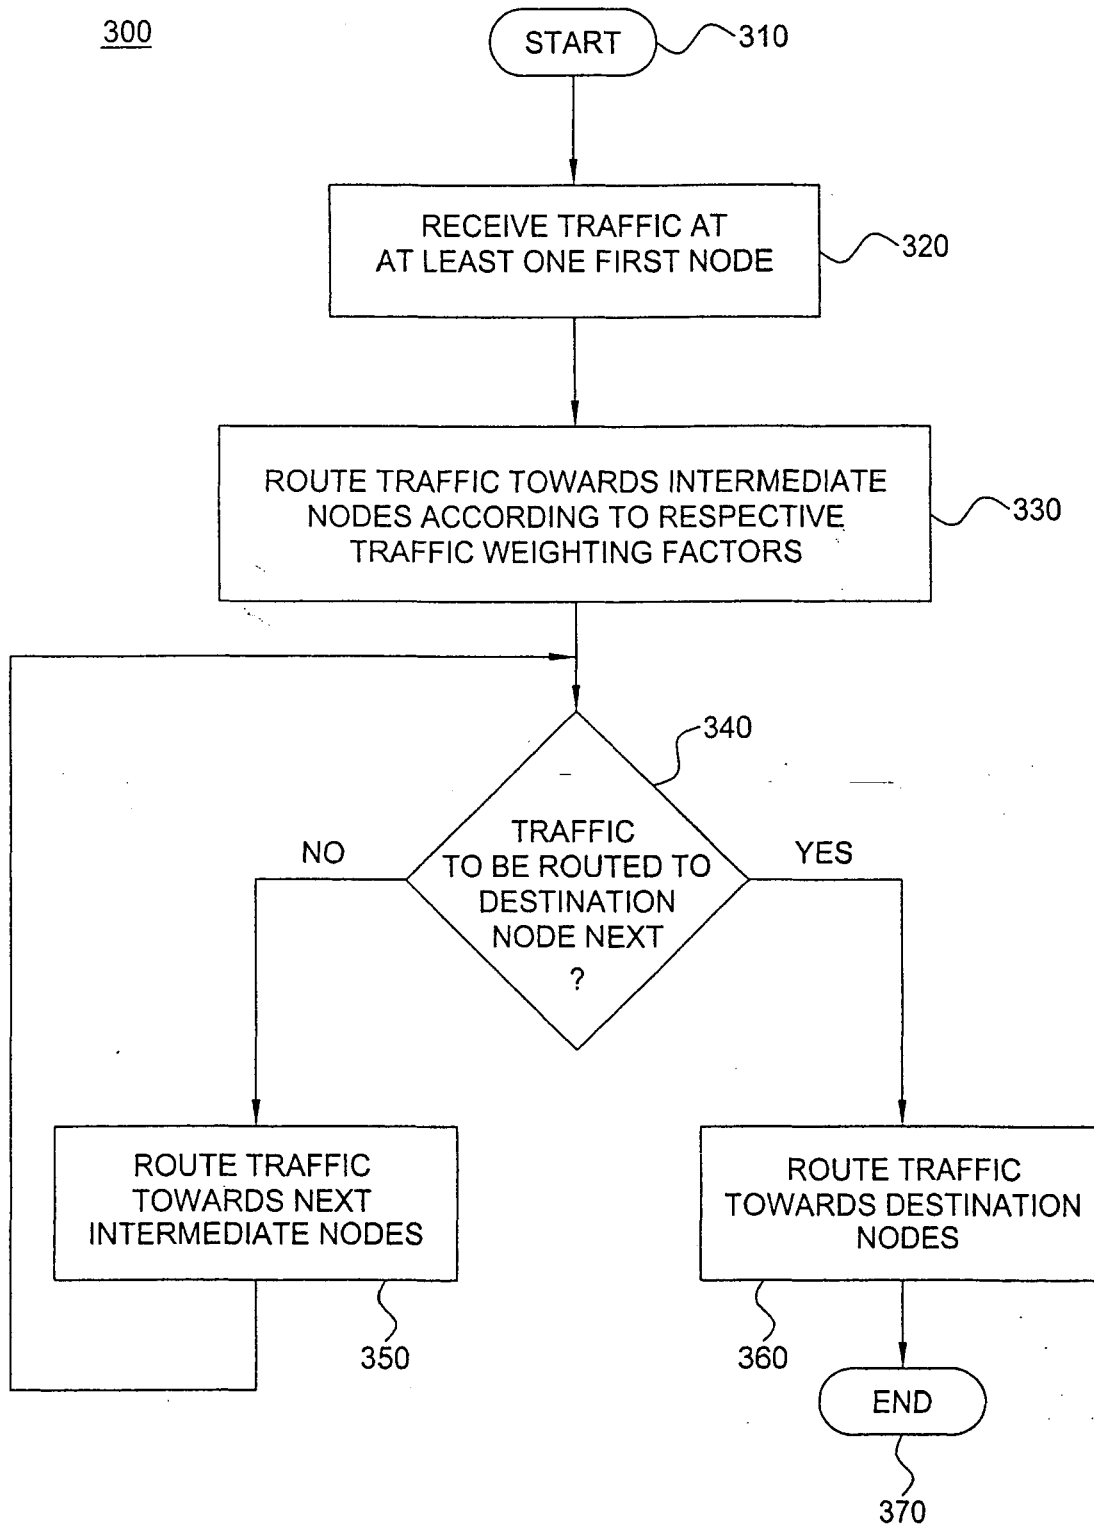 300
START
310
RECEIVE TRAFFIC AT
AT LEAST ONE FIRST NODE
320
ROUTE TRAFFIC TOWARDS INTERMEDIATE
NODES ACCORDING TO RESPECTIVE
TRAFFIC WEIGHTING FACTORS
330
340
TRAFFIC
TO BE ROUTED TO
DESTINATION
NODE NEXT
?
NO
YES
ROUTE TRAFFIC
TOWARDS NEXT
INTERMEDIATE NODES
350
ROUTE TRAFFIC
TOWARDS DESTINATION
NODES
360
END
370